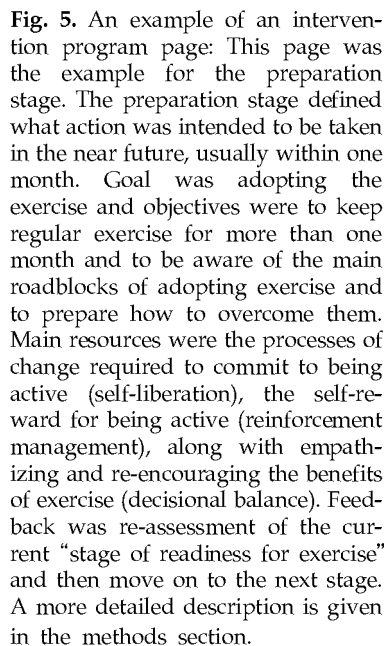 Fig. 5. An example of an interven-
tion program page: This page was
the example for the preparation
stage. The preparation stage defined
what action was intended to be taken
in the near future, usually within one
month. Goal was adopting the
exercise and objectives were to keep
regular exercise for more than one
month and to be aware of the main
roadblocks of adopting exercise and
to prepare how to overcome them.
Main resources were the processes of
change required to commit to being
active (self-liberation), the self-re-
ward for being active (reinforcement
management), along with empath-
izing and re-encouraging the benefits
of exercise (decisional balance). Feed-
back was re-assessment of the cur-
rent “stage of readiness for exercise”
and then move on to the next stage.
A more detailed description is given
in the methods section.